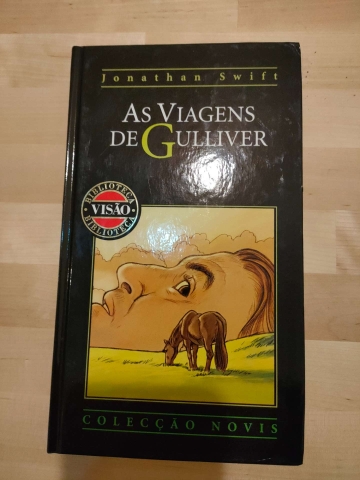 Jonathan Swift
AS VIAGENS
DE GULLIVER
BIBLIOTECA
VISÃO
BIBLIOTECA
COLECÇÃO NOVIS